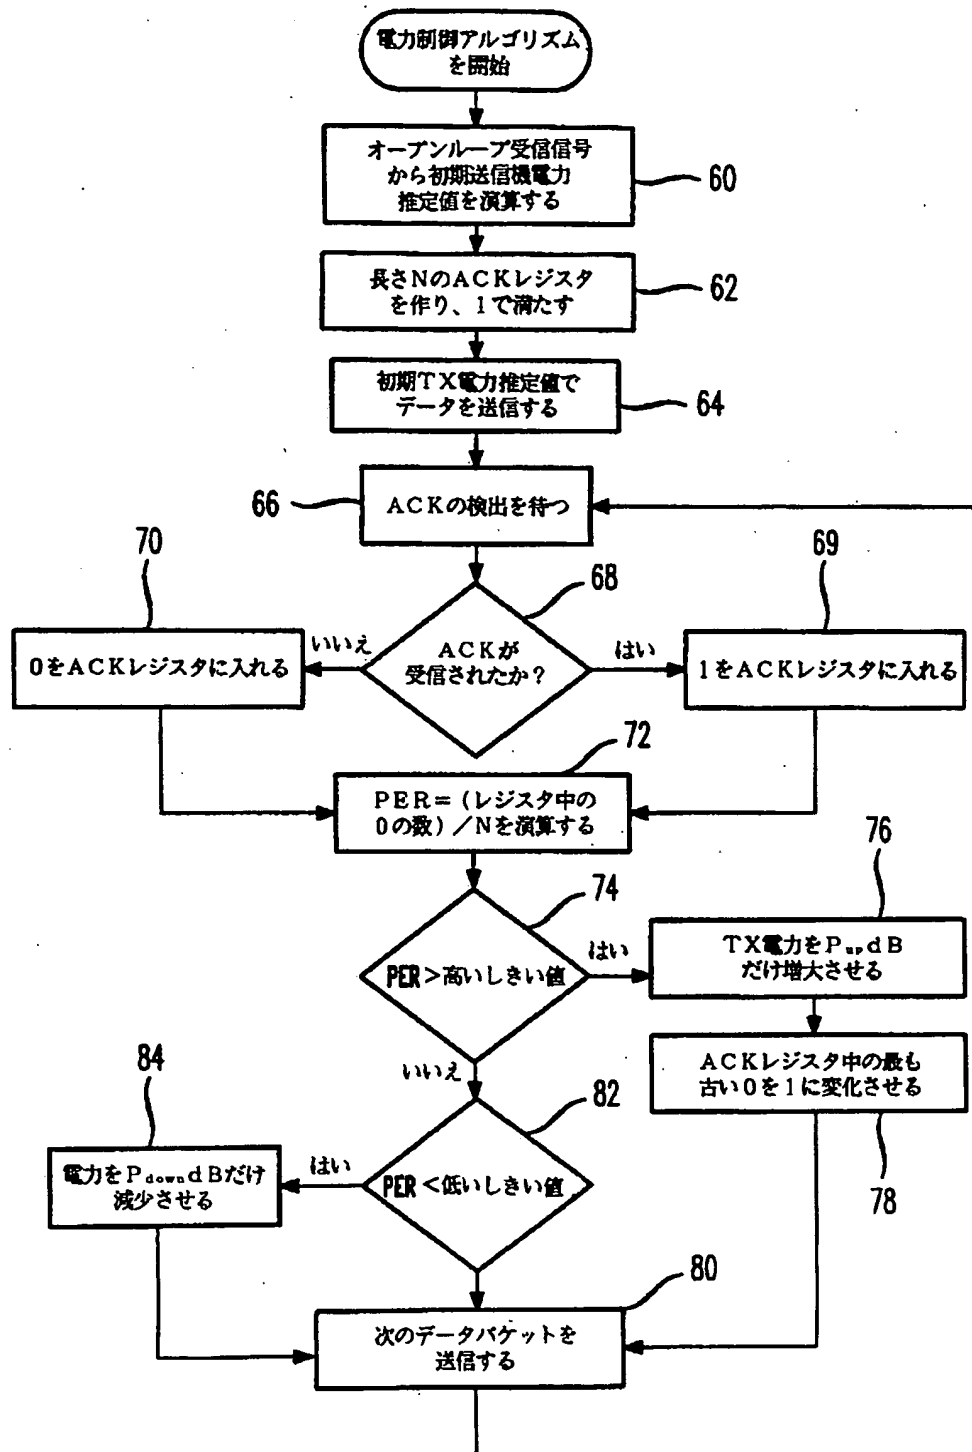 電力制御アルゴリズム
を開始
オープンループ受信信号
から初期送信機電力
推定値を演算する
60
長さNのACKレジスタ
を作り、1で満たす
62
初期TX電力推定値で
データを送信する
64
66
ACKの検出を待つ
70
68
69
0をACKレジスタに入れる
いいえ
ACKが
受信されたか?
はい
1をACKレジスタに入れる
72
PER=(レジスタ中の
0の数)/Nを演算する
74
76
PER>高いしきい値
はい
TX電力をPupdB
だけ増大させる
いいえ
ACKレジスタ中の最も
古い0を1に変化させる
78
84
82
電力をPdowndBだけ
減少させる
はい
PER<低いしきい値
80
次のデータパケットを
送信する